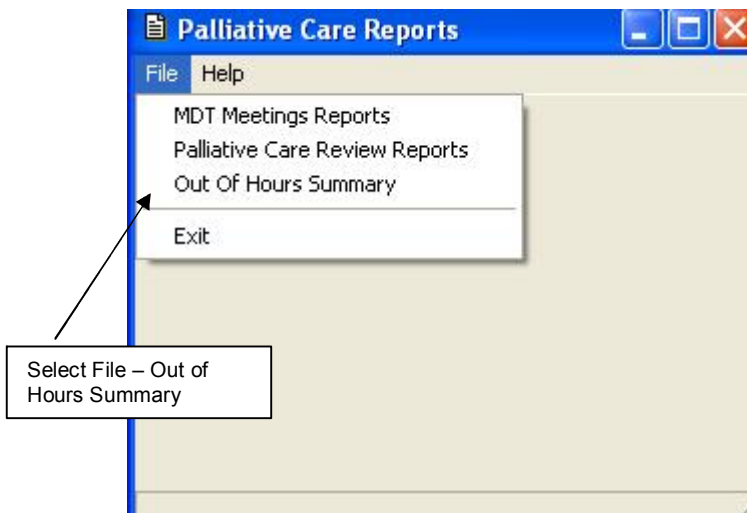 Palliative Care Reports
File Help
MDT Meetings Reports
Palliative Care Review Reports
Out Of Hours Summary
Exit
Select File – Out of
Hours Summary